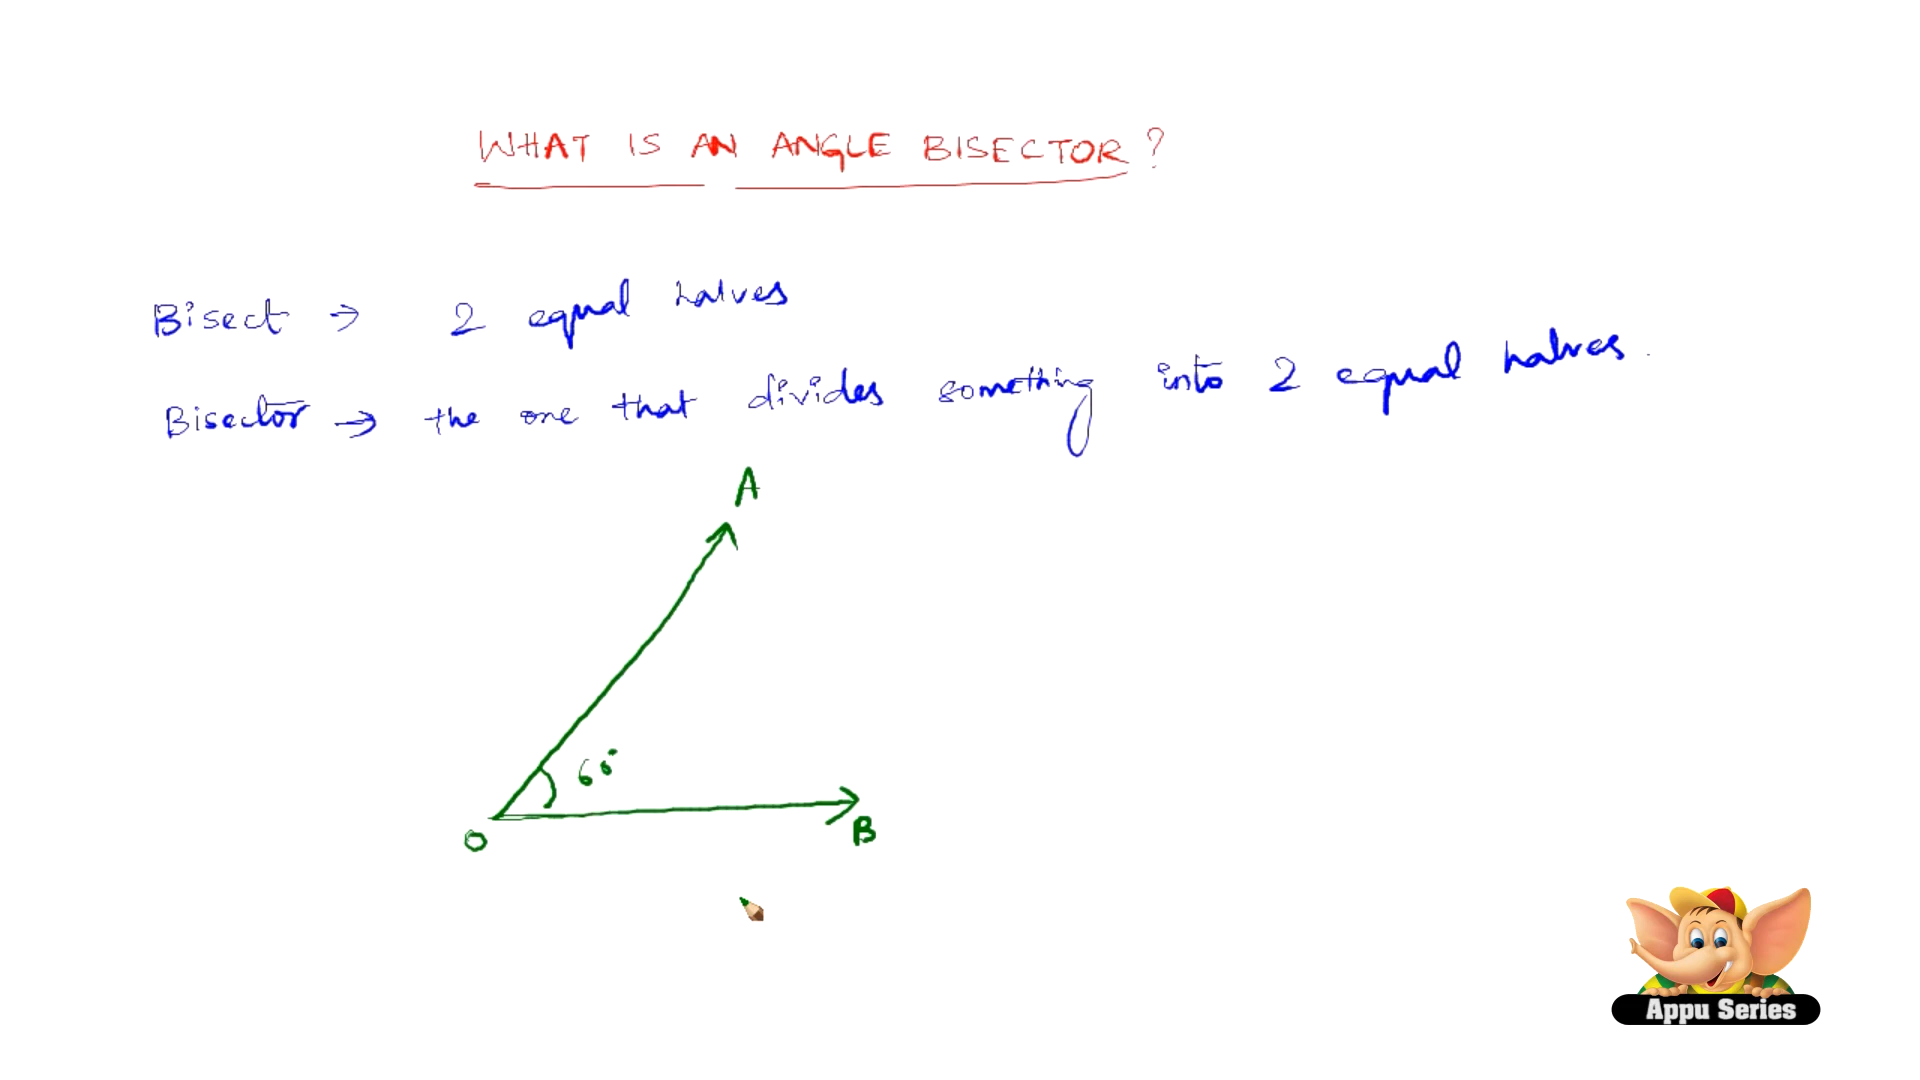 WHAT IS AN ANGLE BISECTOR ?
Bisect → 2 equal halves
Bisector → the one that divides something into 2 equal halves.
A
60°
O
B
Appu Series